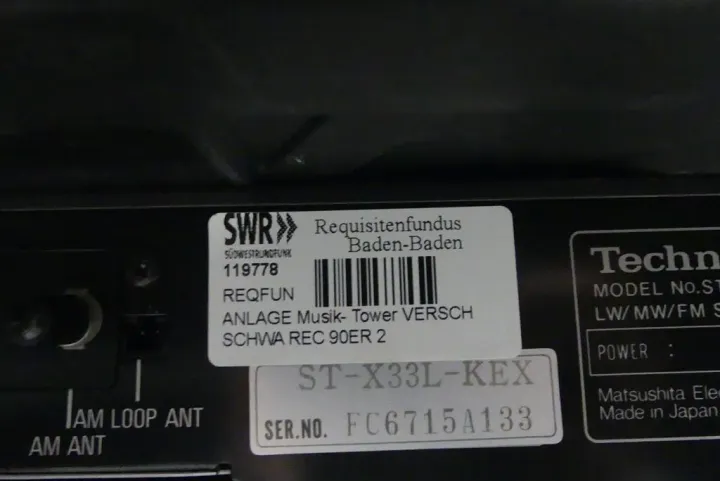 SWR
SÜDWESTRUNDFUNK
Requisitenfundus
Baden-Baden
119778
REQFUN
ANLAGE Musik- Tower VERSCH
SCHWA REC 90ER 2
ST-X33L-KEX
SER.NO. FC6715A133
AM LOOP ANT
AM ANT
Techn
MODEL No.ST
LW/MW/FM S
POWER :
Matsushita Elec
Made in Japan